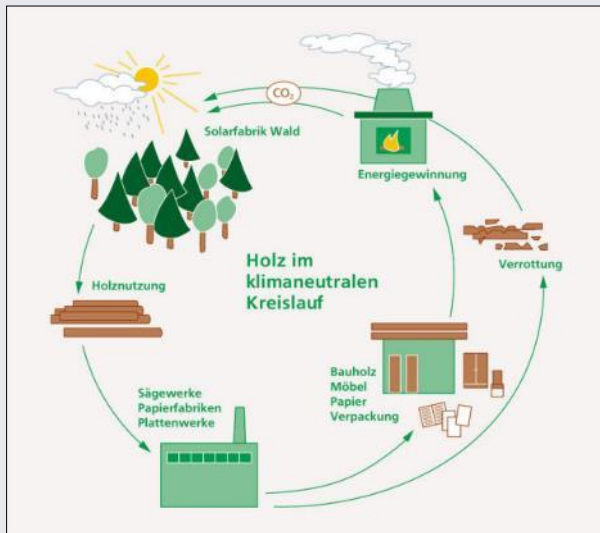 CO₂
Solarfabrik Wald
Energiegewinnung
Verrottung
Holz im
klimaneutralen
Kreislauf
Holznutzung
Bauholz
Möbel
Papier
Verpackung
Sägewerke
Papierfabriken
Plattenwerke